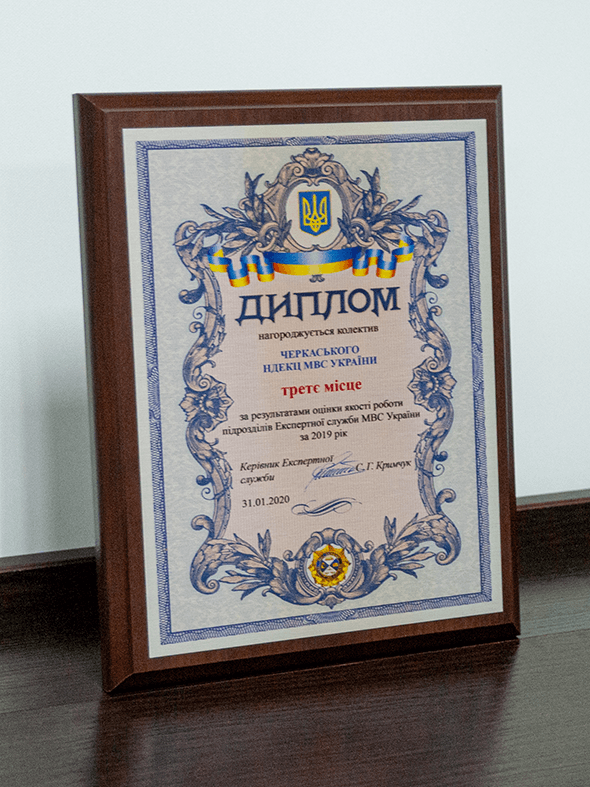 ДИПЛОМ
нагороджується колектив
ЧЕРКАСЬКОГО
НДЕКЦ МВС УКРАЇНИ
третє місце
за результатами оцінки якості роботи
підрозділів Експертної служби МВС України
за 2019 рік
Керівник Експертної
служби С. Г. Кримчук
31.01.2020